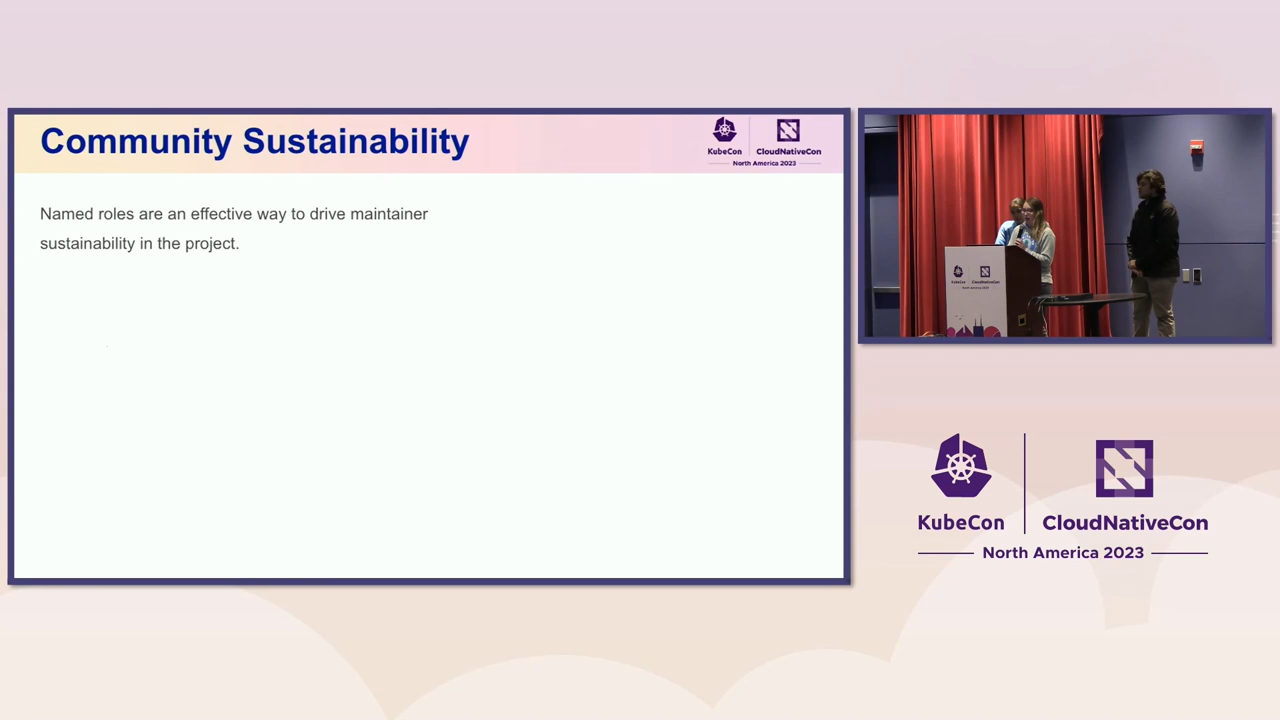 Community Sustainability
KubeCon
CloudNativeCon
North America 2023
Named roles are an effective way to drive maintainer
sustainability in the project.
KubeCon
CloudNativeCon
North America 2023